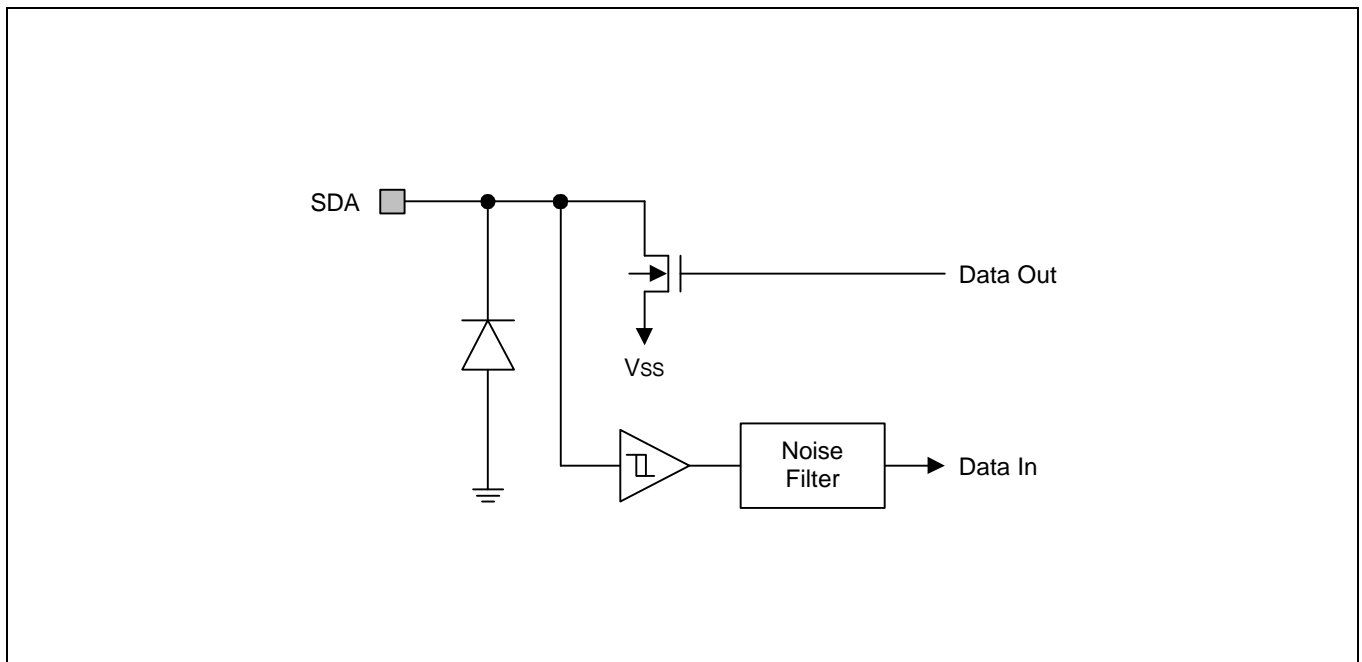 SDA
Data Out
VSS
Noise
Filter
Data In